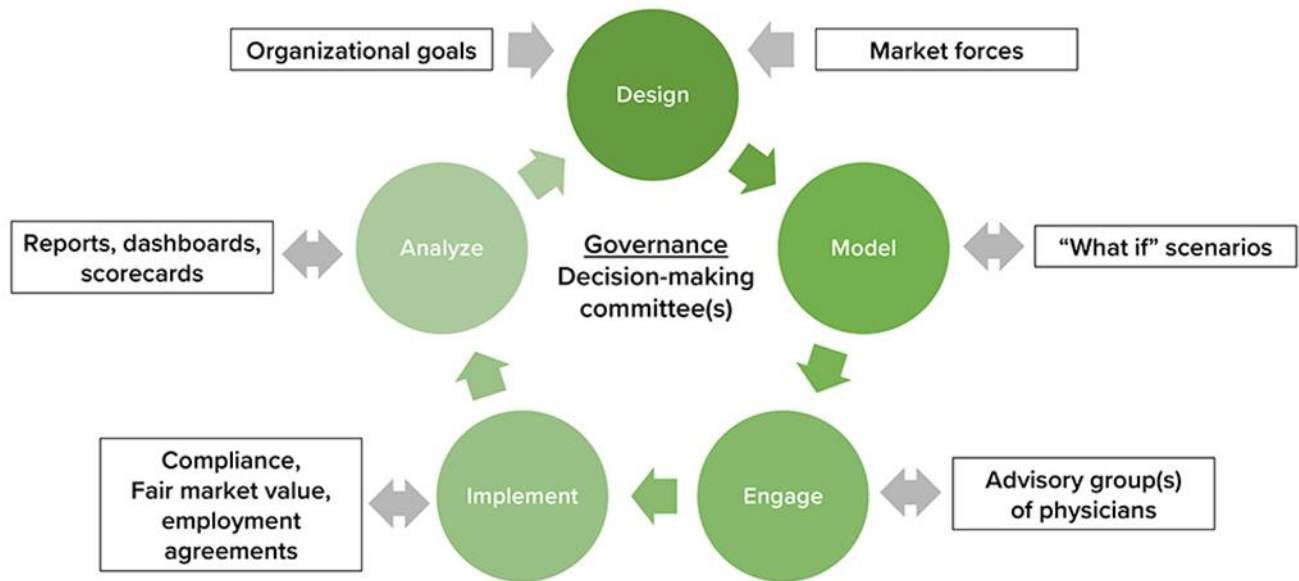 Organizational goals
Market forces
Design
Analyze
Model
Reports, dashboards,
scorecards
Governance
Decision-making
committee(s)
“What if” scenarios
Compliance,
Fair market value,
employment
agreements
Implement
Engage
Advisory group(s)
of physicians